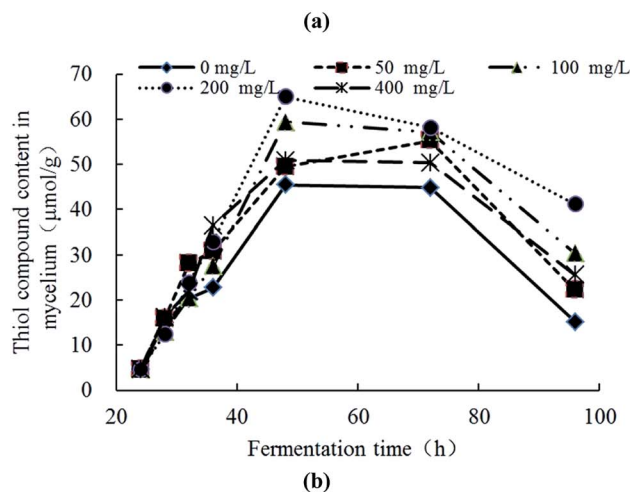 (a)
70
0 mg/L 50 mg/L 100 mg/L
200 mg/L 400 mg/L
60
50
40
30
20
10
0
20 40 60 80 100
Thiol compound content in
mycelium（μmol/g）
Fermentation time（h）
(b)